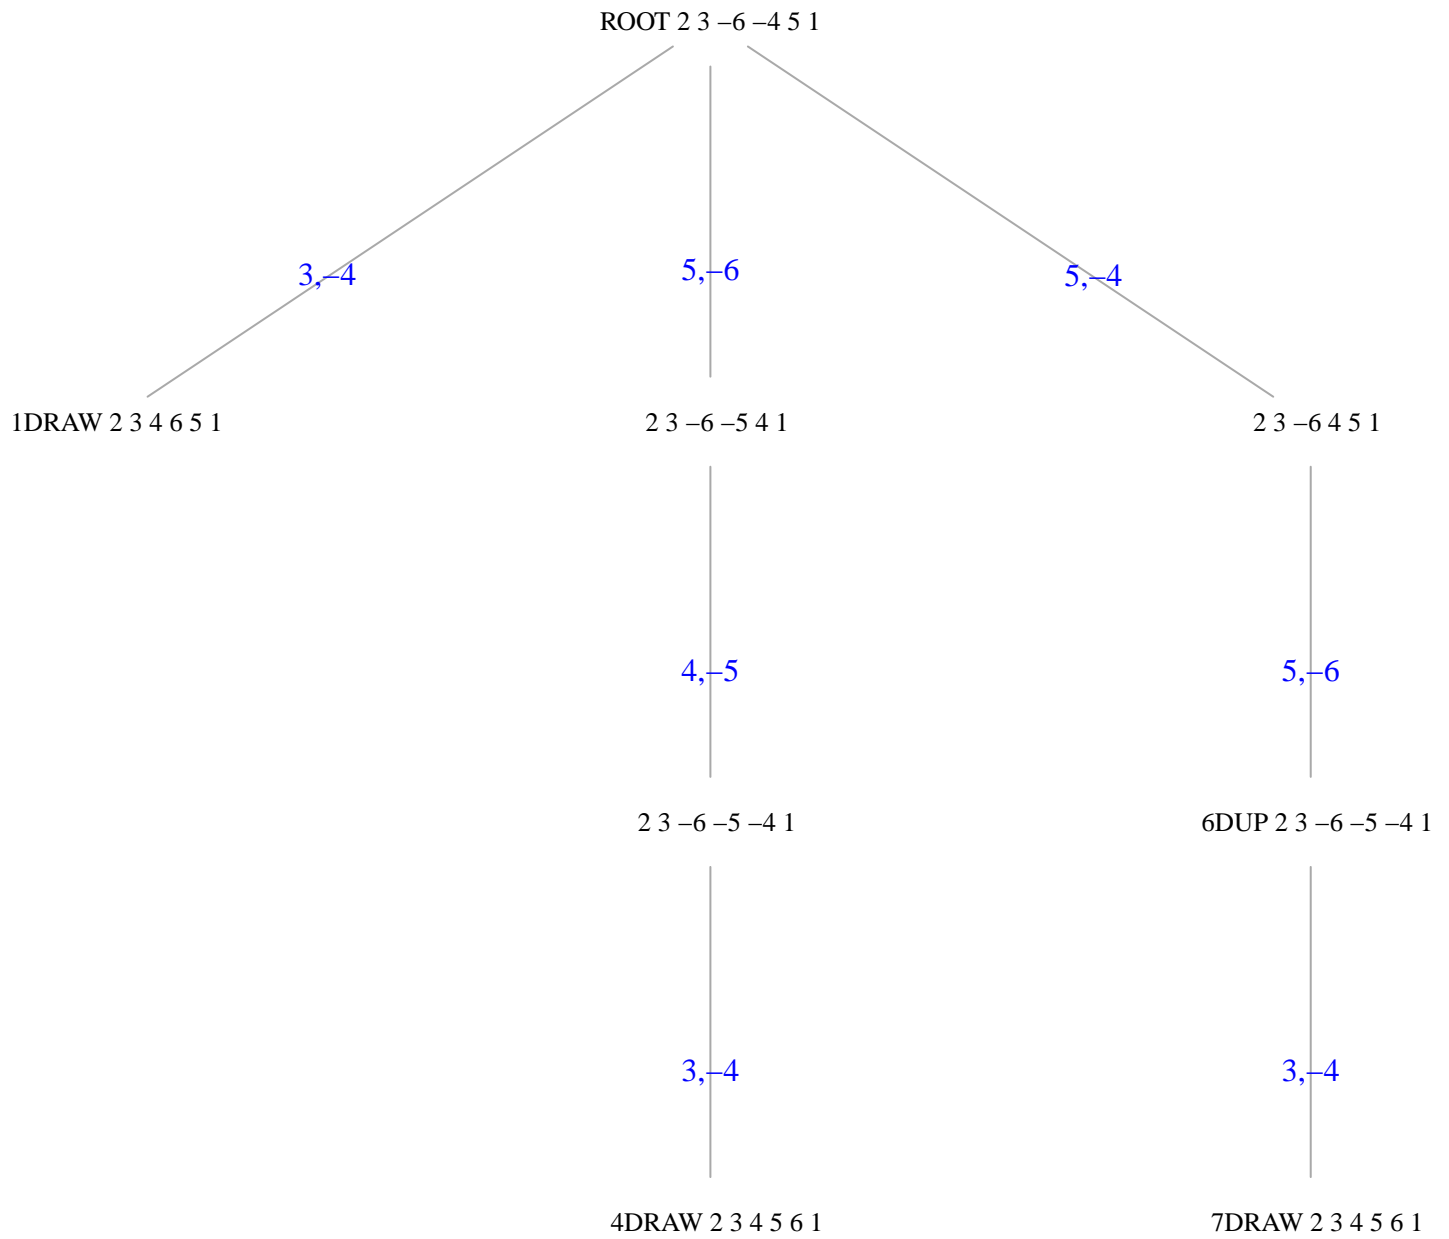 ROOT 2 3 –6 –4 5 1
3,–4
5,–6
5,–4
1DRAW 2 3 4 6 5 1
2 3 –6 –5 4 1
2 3 –6 4 5 1
4,–5
5,–6
2 3 –6 –5 –4 1
6DUP 2 3 –6 –5 –4 1
3,–4
3,–4
4DRAW 2 3 4 5 6 1
7DRAW 2 3 4 5 6 1